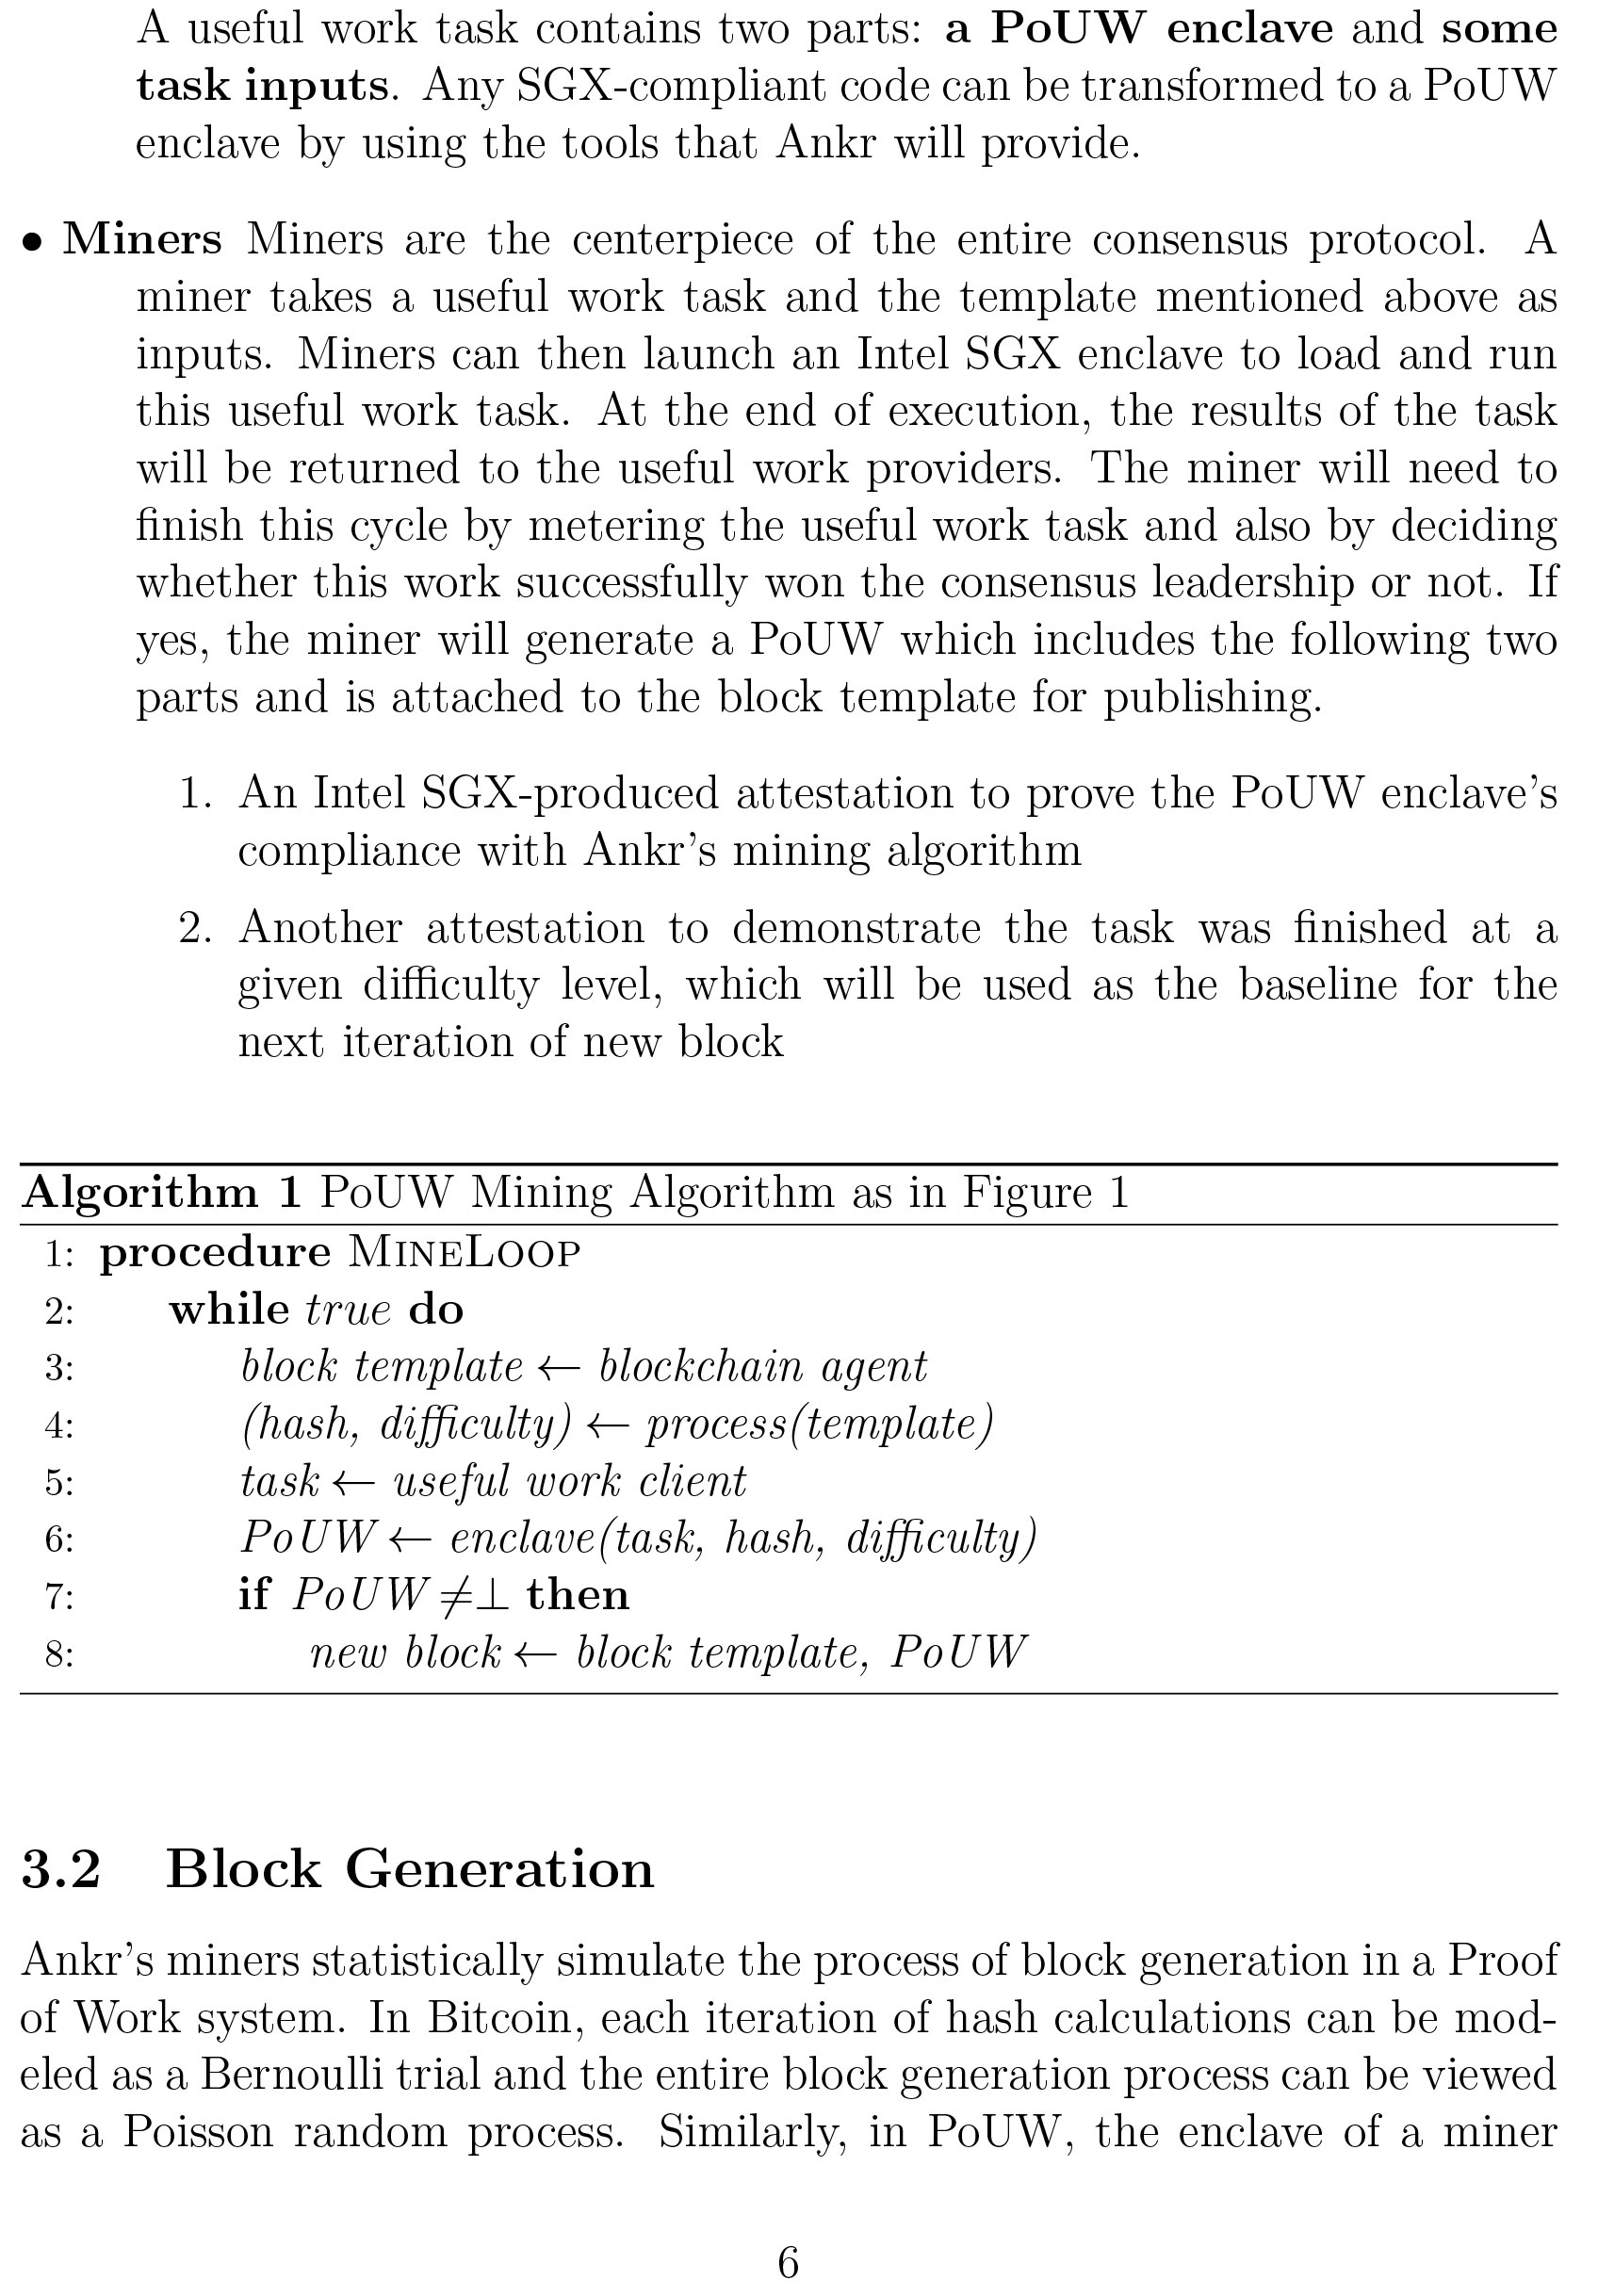 A useful work task contains two parts: a PoUW enclave and some
task inputs. Any SGX-compliant code can be transformed to a PoUW
enclave by using the tools that Ankr will provide.
• Miners Miners are the centerpiece of the entire consensus protocol. A
miner takes a useful work task and the template mentioned above as
inputs. Miners can then launch an Intel SGX enclave to load and run
this useful work task. At the end of execution, the results of the task
will be returned to the useful work providers. The miner will need to
finish this cycle by metering the useful work task and also by deciding
whether this work successfully won the consensus leadership or not. If
yes, the miner will generate a PoUW which includes the following two
parts and is attached to the block template for publishing.
1. An Intel SGX-produced attestation to prove the PoUW enclave’s
compliance with Ankr’s mining algorithm
2. Another attestation to demonstrate the task was finished at a
given difficulty level, which will be used as the baseline for the
next iteration of new block
Algorithm 1 PoUW Mining Algorithm as in Figure 1
1: procedure MINELOOP
2: while true do
3: block template ← blockchain agent
4: (hash, difficulty) ← process(template)
5: task ← useful work client
6: PoUW ← enclave(task, hash, difficulty)
7: if PoUW ≠⊥ then
8: new block ← block template, PoUW
3.2 Block Generation
Ankr’s miners statistically simulate the process of block generation in a Proof
of Work system. In Bitcoin, each iteration of hash calculations can be mod-
eled as a Bernoulli trial and the entire block generation process can be viewed
as a Poisson random process. Similarly, in PoUW, the enclave of a miner
6